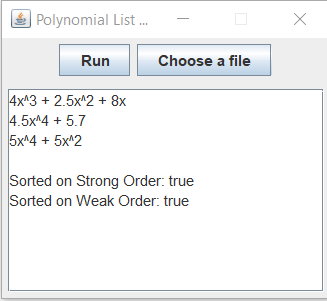 Polynomial List ...
Run Choose a file
4x^3 + 2.5x^2 + 8x
4.5x^4 + 5.7
5x^4 + 5x^2
Sorted on Strong Order: true
Sorted on Weak Order: true